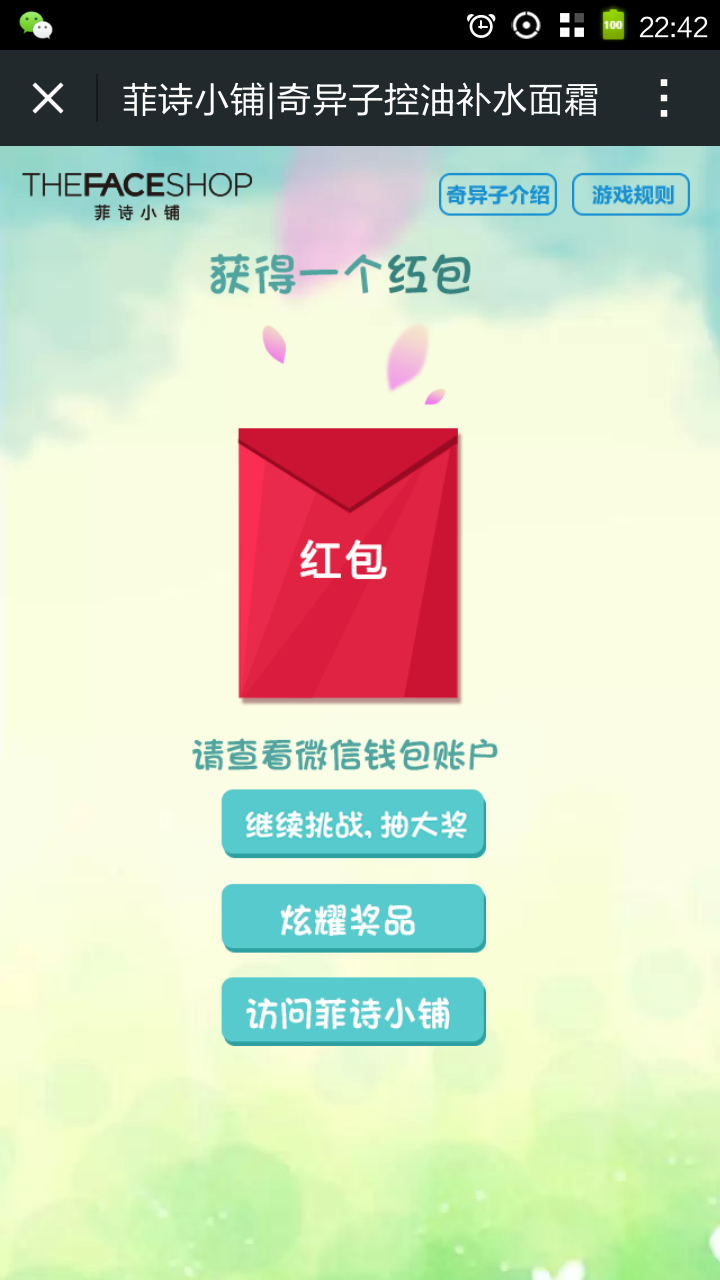 100 22:42
菲诗小铺|奇异子控油补水面霜
THEFACESHOP
菲诗小铺
奇异子介绍 游戏规则
获得一个红包
红包
请查看微信钱包账户
继续挑战,抽大奖
炫耀奖品
访问菲诗小铺